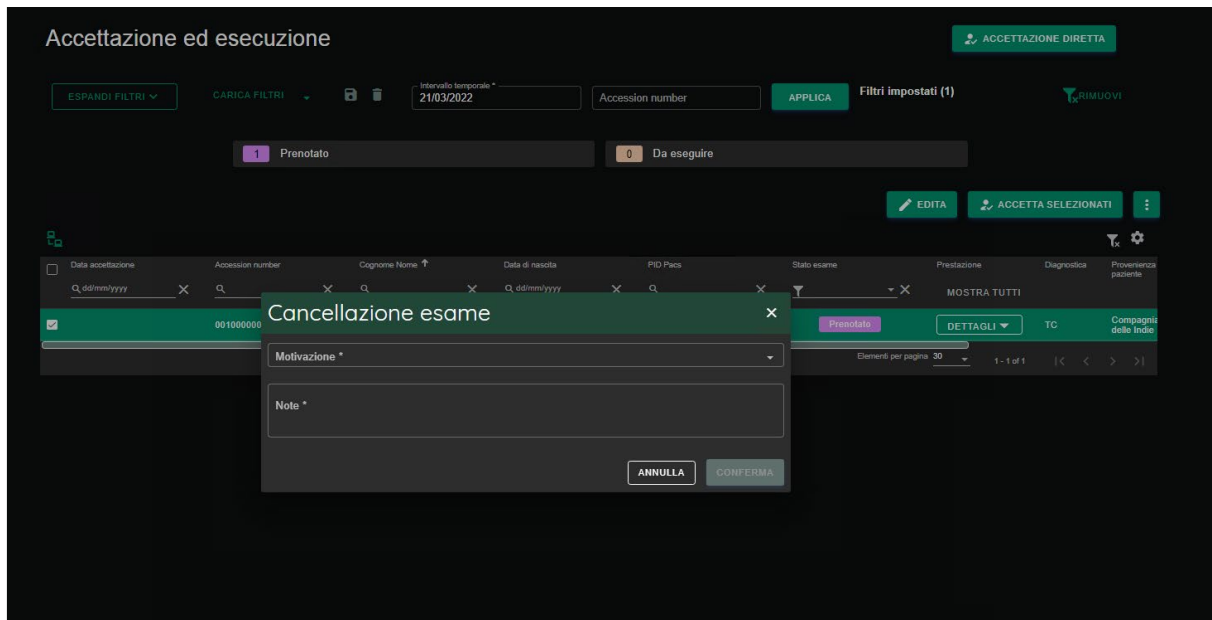 Accettazione ed esecuzione
ACCETTAZIONE DIRETTA
Intervallo temporale *
ESPANDI FILTRI
CARICA FILTRI
21/03/2022
Accession number
APPLICA
Filtri impostati (1)
RIMUOVI
1 Prenotato
0 Da eseguire
EDITA
ACCETTA SELEZIONATI
Data accettazione
Accession number
Cognome Nome
Data di nascita
PID Pacs
Stato esame
Prestazione
Diagnostica
Provenienza paziente
dd/mm/yyyy
dd/mm/yyyy
MOSTRA TUTTI
001000000
Prenotato
DETTAGLI
TC
Compagnia
delle Indie
Elementi per pagina 30
1 - 1 of 1
Cancellazione esame
Motivazione *
Note *
ANNULLA
CONFERMA